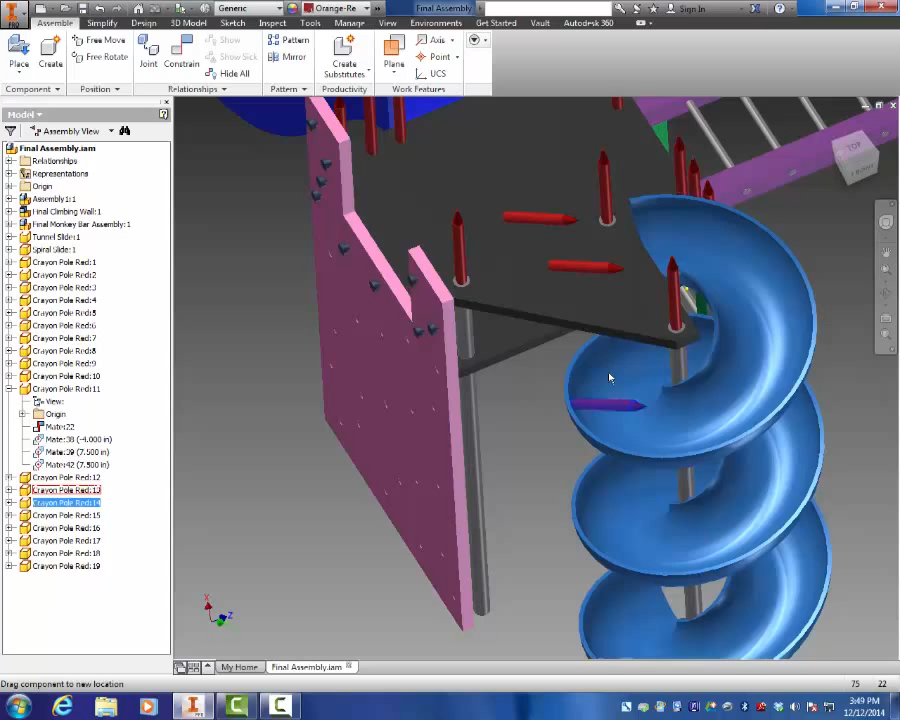 Generic
Orange-Re
Final Assembly
Sign In
PRO
Assemble Simplify Design 3D Model Sketch Inspect Tools Manage View Environments Get Started Vault Autodesk 360
Free Move
Show
Pattern
Axis
Free Rotate
Show Sick
Mirror
Point
Place Create
Joint Constrain
Hide All
Create
Substitutes
Plane
UCS
Component Position Relationships Pattern Productivity Work Features
Model
Assembly View
Final Assembly.iam
Relationships
Representations
Origin
Assembly1:1
Final Climbing Wall:1
Final Monkey Bar Assembly:1
Tunnel Slide:1
Spiral Slide:1
Crayon Pole Red:1
Crayon Pole Red:2
Crayon Pole Red:3
Crayon Pole Red:4
Crayon Pole Red:5
Crayon Pole Red:6
Crayon Pole Red:7
Crayon Pole Red:8
Crayon Pole Red:9
Crayon Pole Red:10
Crayon Pole Red:11
View:
Origin
Mate:22
Mate:38 (-4.000 in)
Mate:39 (7.500 in)
Mate:42 (7.500 in)
Crayon Pole Red:12
Crayon Pole Red:13
Crayon Pole Red:14
Crayon Pole Red:15
Crayon Pole Red:16
Crayon Pole Red:17
Crayon Pole Red:18
Crayon Pole Red:19
TOP
FRONT
X
Z
My Home
Final Assembly.iam
Drag component to new location
75 22
3:49 PM
12/12/2014